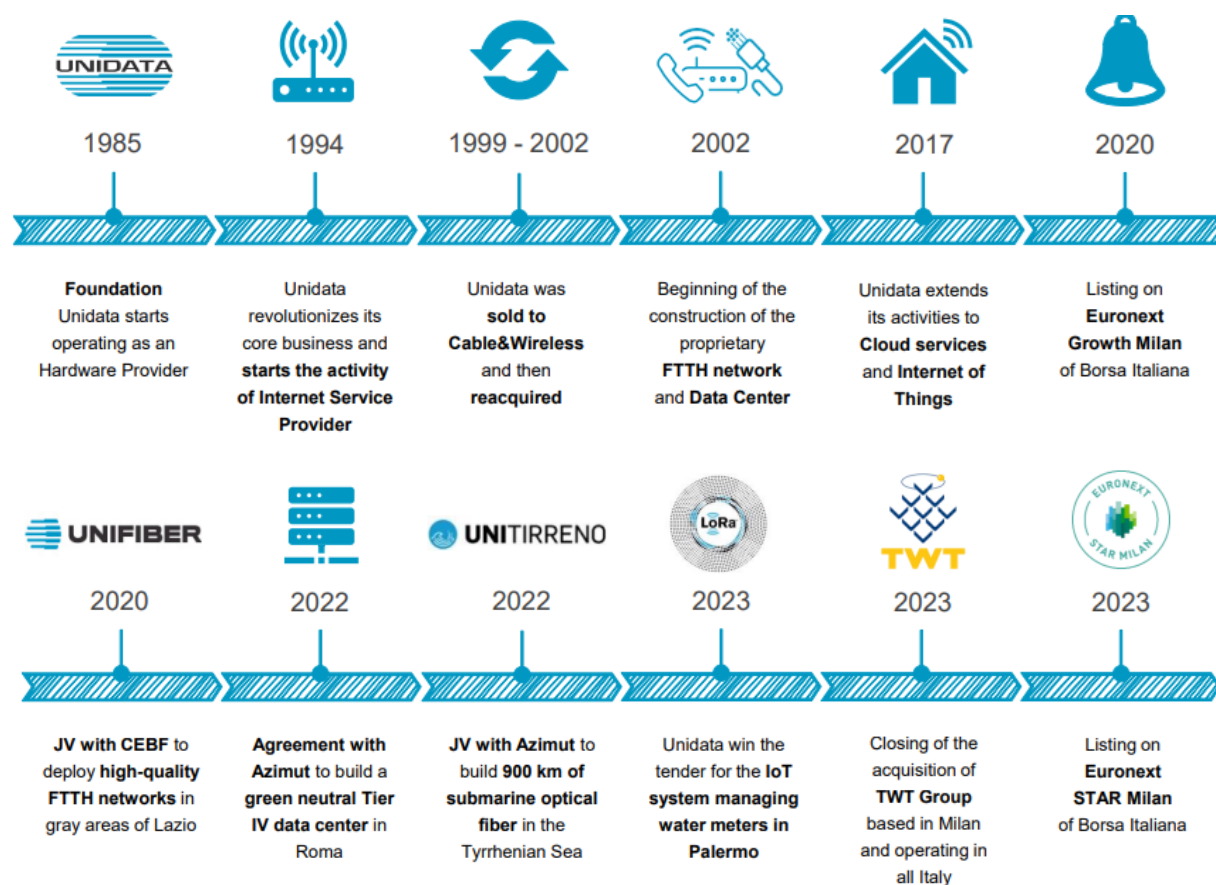 UNIDATA
1985
1994
1999 - 2002
2002
2017
2020
Foundation
Unidata starts
operating as an
Hardware Provider
Unidata
revolutionizes its
core business and
starts the activity
of Internet Service
Provider
Unidata was
sold to
Cable&Wireless
and then
reacquired
Beginning of the
construction of the
proprietary
FTTH network
and Data Center
Unidata extends
its activities to
Cloud services
and Internet of
Things
Listing on
Euronext
Growth Milan
of Borsa Italiana
UNIFIBER
UNITIRRENO
LoRa
TWT
EURONEXT
STAR MILAN
2020
2022
2022
2023
2023
2023
JV with CEBF to
deploy high-quality
FTTH networks in
gray areas of Lazio
Agreement with
Azimut to build a
green neutral Tier
IV data center in
Roma
JV with Azimut to
build 900 km of
submarine optical
fiber in the
Tyrrhenian Sea
Unidata win the
tender for the IoT
system managing
water meters in
Palermo
Closing of the
acquisition of
TWT Group
based in Milan
and operating in
all Italy
Listing on
Euronext
STAR Milan
of Borsa Italiana